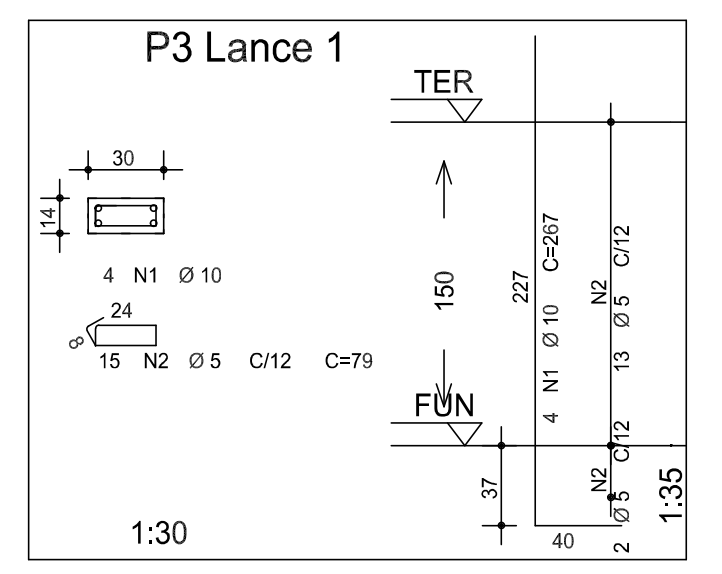 P3 Lance 1
TER
30
14
4 N1 Ø 10
24
8
15 N2 Ø 5 C/12 C=79
150
FUN
227
4 N1 Ø 10 C=267
13 N2 Ø 5 C/12
37
2 N2 Ø 5 C/12
40
1:30
1:35